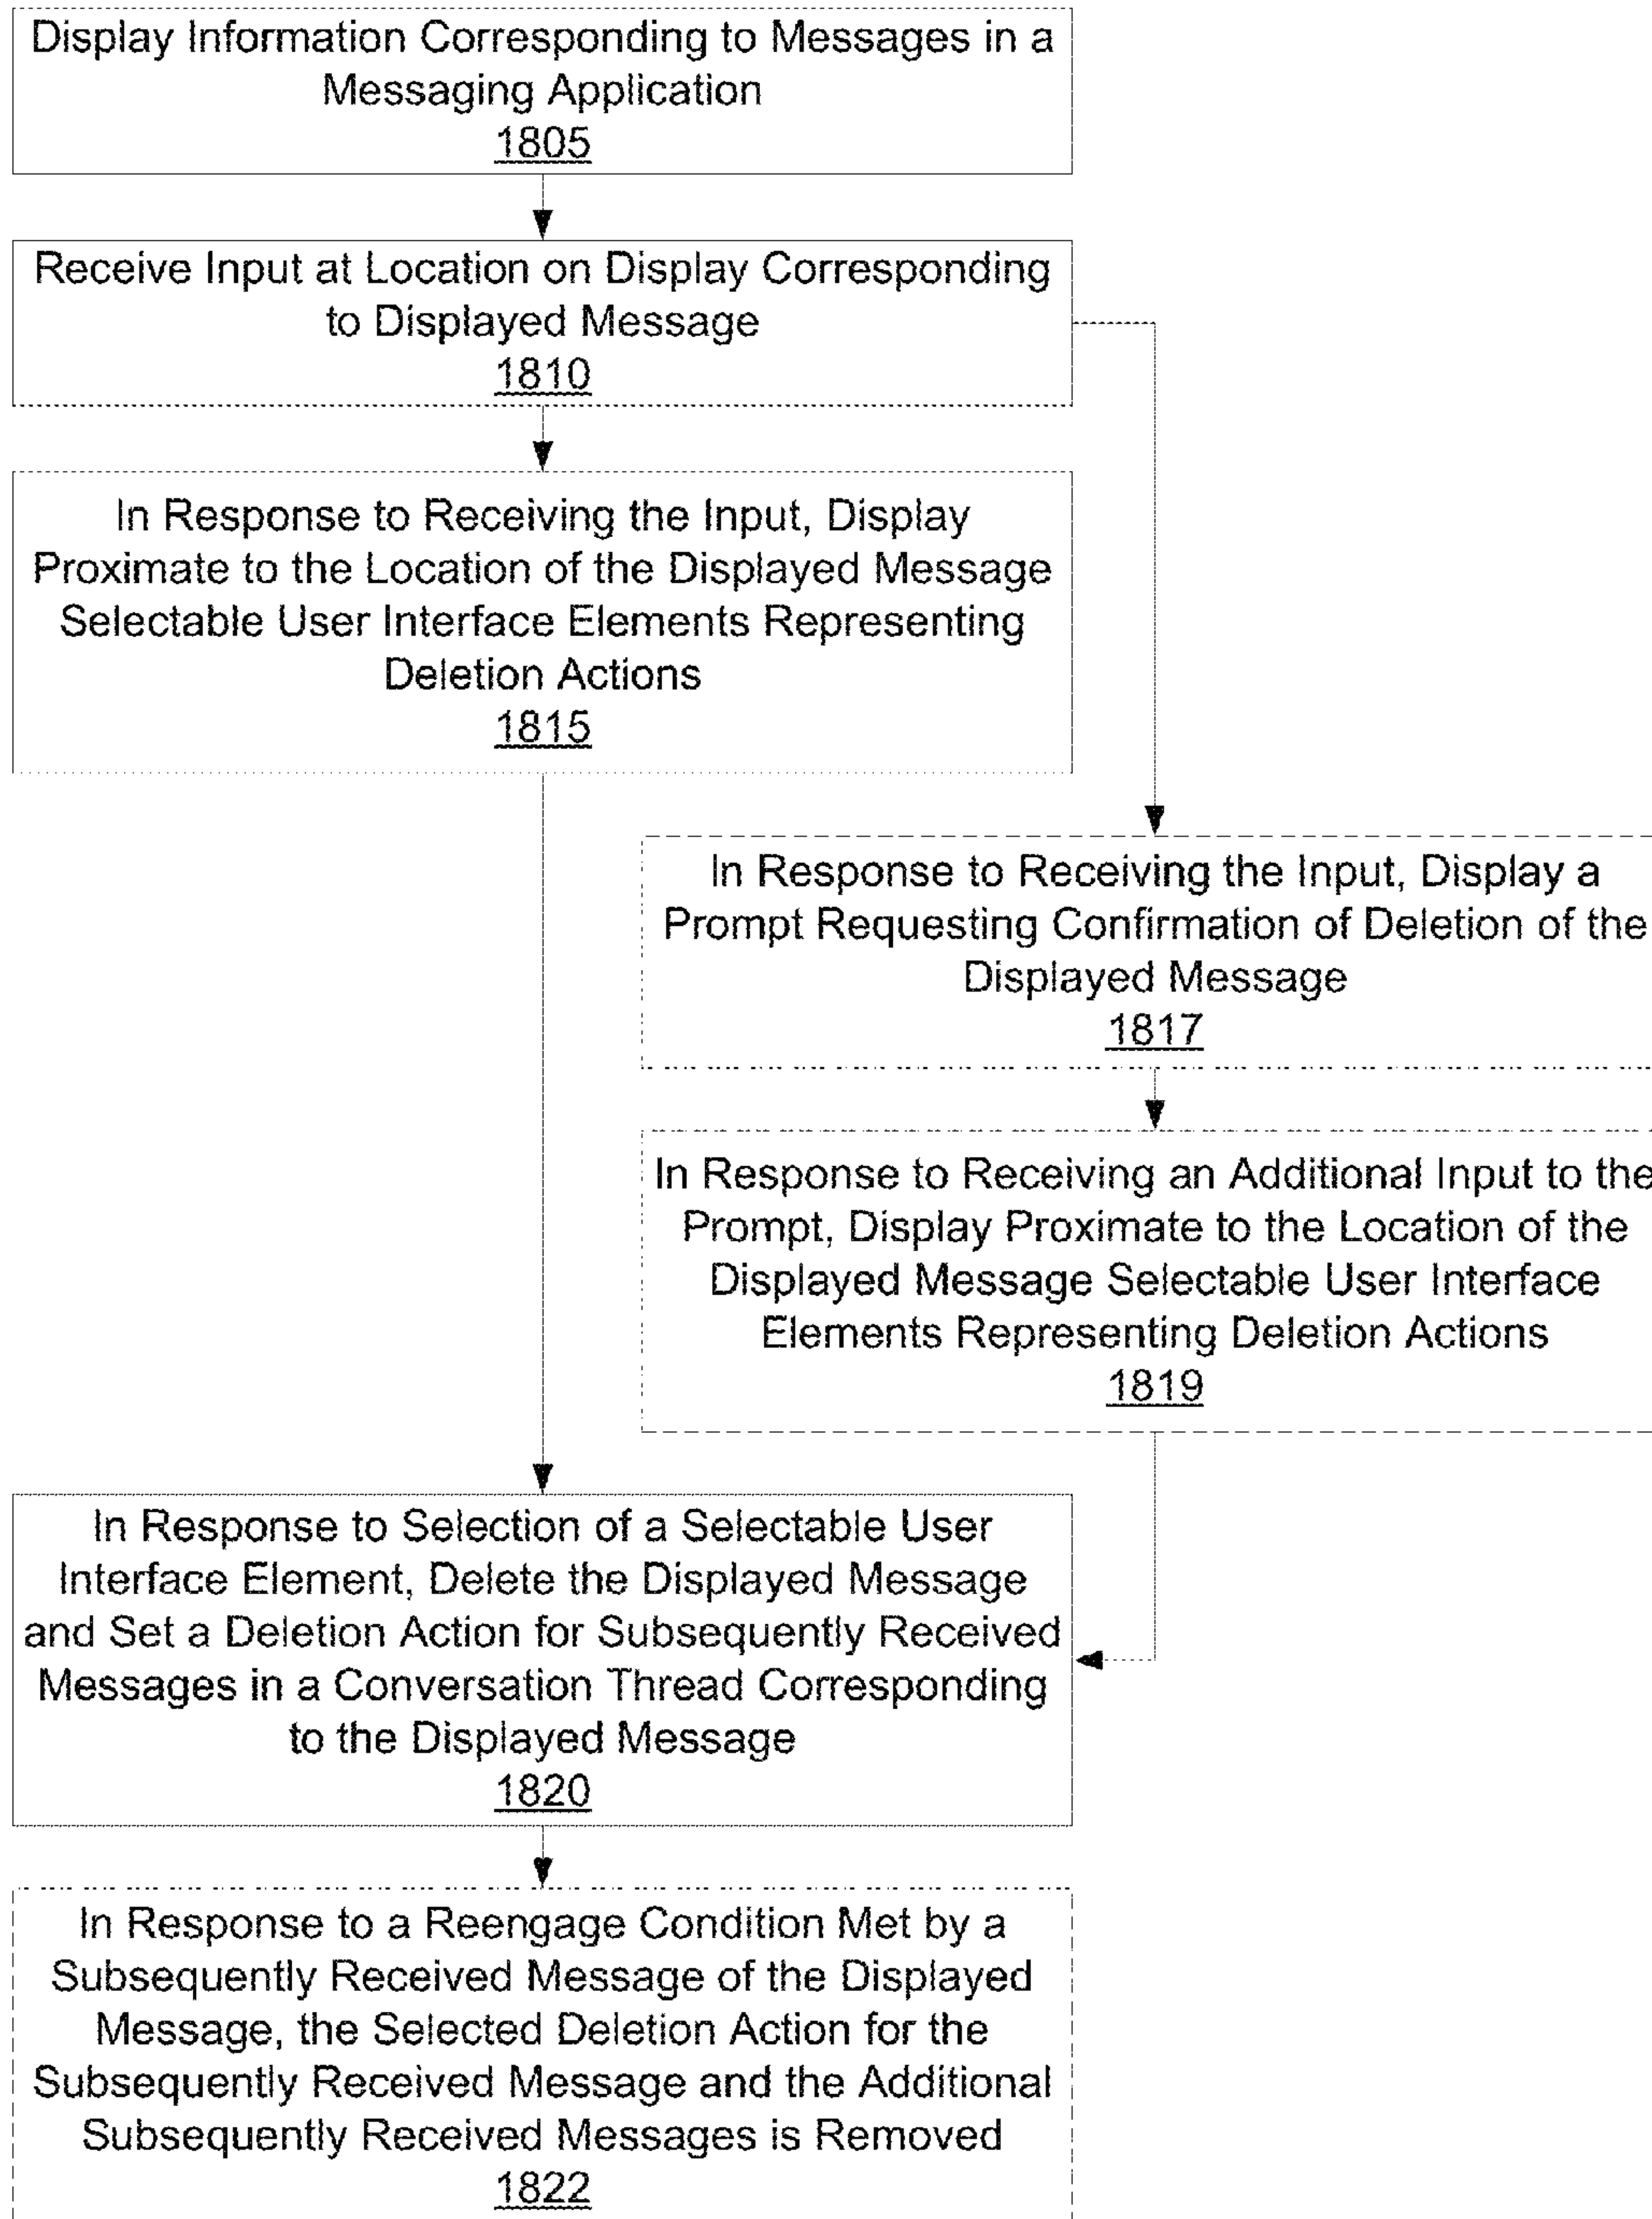 Display Information Corresponding to Messages in a
Messaging Application
1805
Receive Input at Location on Display Corresponding
to Displayed Message
1810
In Response to Receiving the Input, Display
Proximate to the Location of the Displayed Message
Selectable User Interface Elements Representing
Deletion Actions
1815
In Response to Receiving the Input, Display a
Prompt Requesting Confirmation of Deletion of the
Displayed Message
1817
In Response to Receiving an Additional Input to the
Prompt, Display Proximate to the Location of the
Displayed Message Selectable User Interface
Elements Representing Deletion Actions
1819
In Response to Selection of a Selectable User
Interface Element, Delete the Displayed Message
and Set a Deletion Action for Subsequently Received
Messages in a Conversation Thread Corresponding
to the Displayed Message
1820
In Response to a Reengage Condition Met by a
Subsequently Received Message of the Displayed
Message, the Selected Deletion Action for the
Subsequently Received Message and the Additional
Subsequently Received Messages is Removed
1822